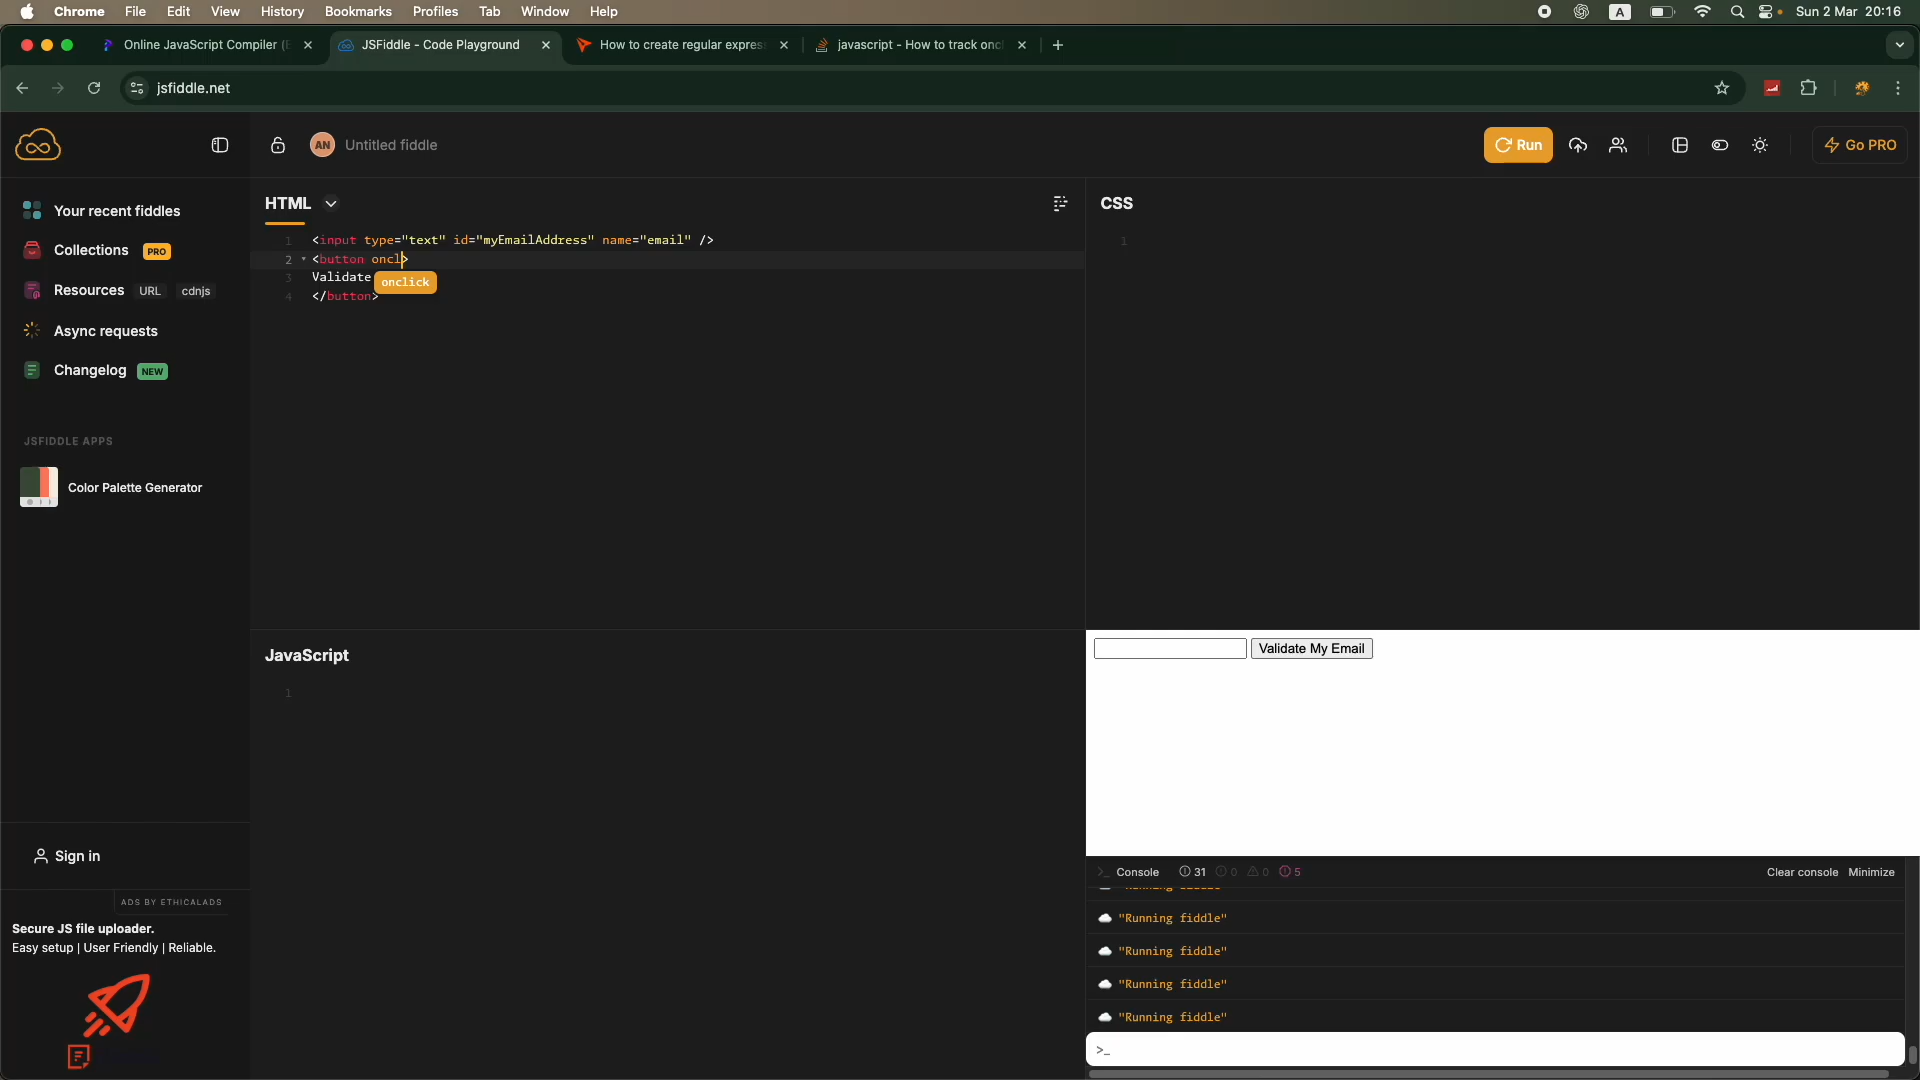 Chrome File Edit View History Bookmarks Profiles Tab Window Help
A
Sun 2 Mar 20:16
Online JavaScript Compiler (E
JSFiddle - Code Playground
How to create regular expres
javascript - How to track onc
jsfiddle.net
AN Untitled fiddle
Run
Go PRO
Your recent fiddles
Collections PRO
Resources URL cdnjs
Async requests
Changelog NEW
JSFIDDLE APPS
Color Palette Generator
Sign in
ADS BY ETHICALADS
Secure JS file uploader.
Easy setup | User Friendly | Reliable.
HTML
1 <input type="text" id="myEmailAddress" name="email" />
2 <button oncl>
3 Validate
onclick
4 </button>
CSS
1
JavaScript
1
Validate My Email
>_ Console 31 0 0 5
Clear console Minimize
"Running fiddle"
"Running fiddle"
"Running fiddle"
"Running fiddle"
>_